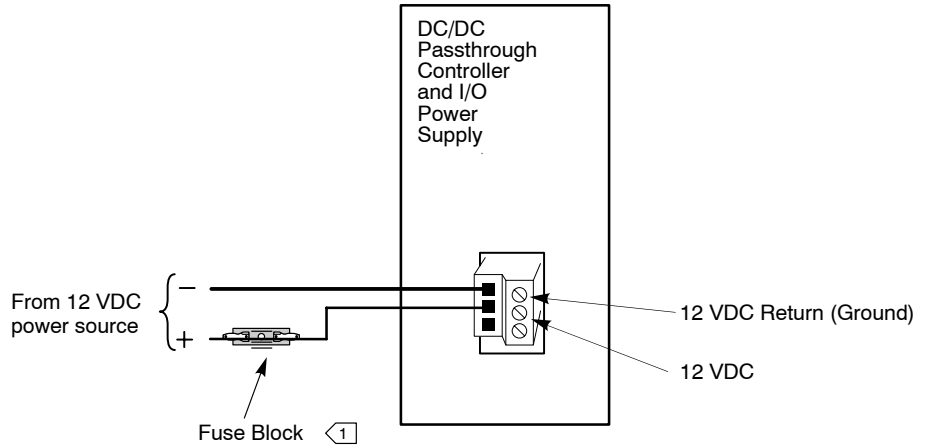 DC/DC
Passthrough
Controller
and I/O
Power
Supply
From 12 VDC
power source
−
+
12 VDC Return (Ground)
12 VDC
Fuse Block 1